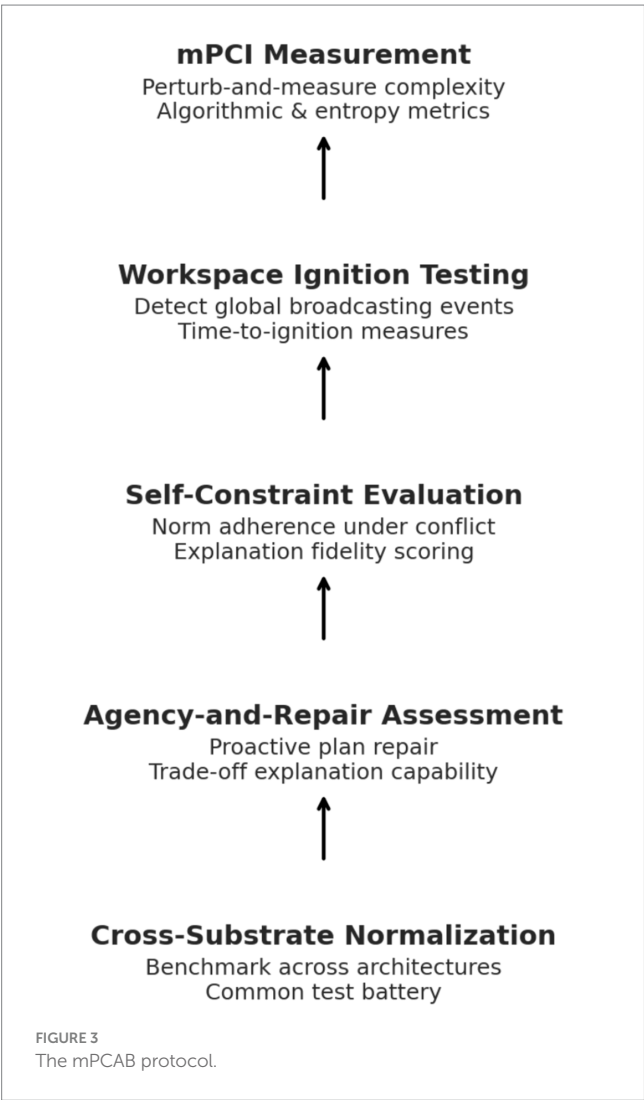 mPCI Measurement
Perturb-and-measure complexity
Algorithmic & entropy metrics
Workspace Ignition Testing
Detect global broadcasting events
Time-to-ignition measures
Self-Constraint Evaluation
Norm adherence under conflict
Explanation fidelity scoring
Agency-and-Repair Assessment
Proactive plan repair
Trade-off explanation capability
Cross-Substrate Normalization
Benchmark across architectures
Common test battery
FIGURE 3
The mPCAB protocol.